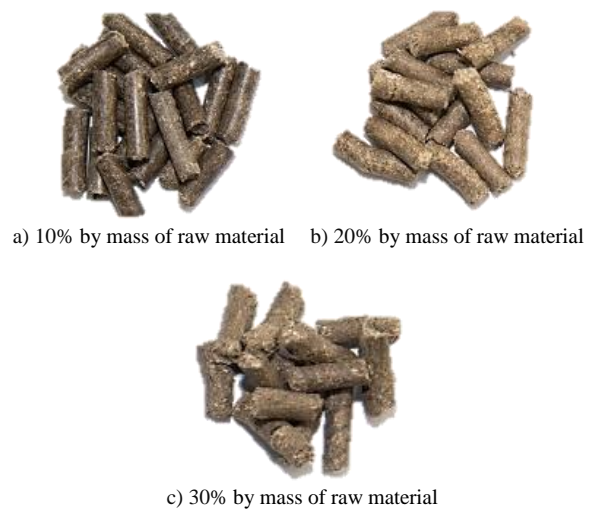 a) 10% by mass of raw material
b) 20% by mass of raw material
c) 30% by mass of raw material